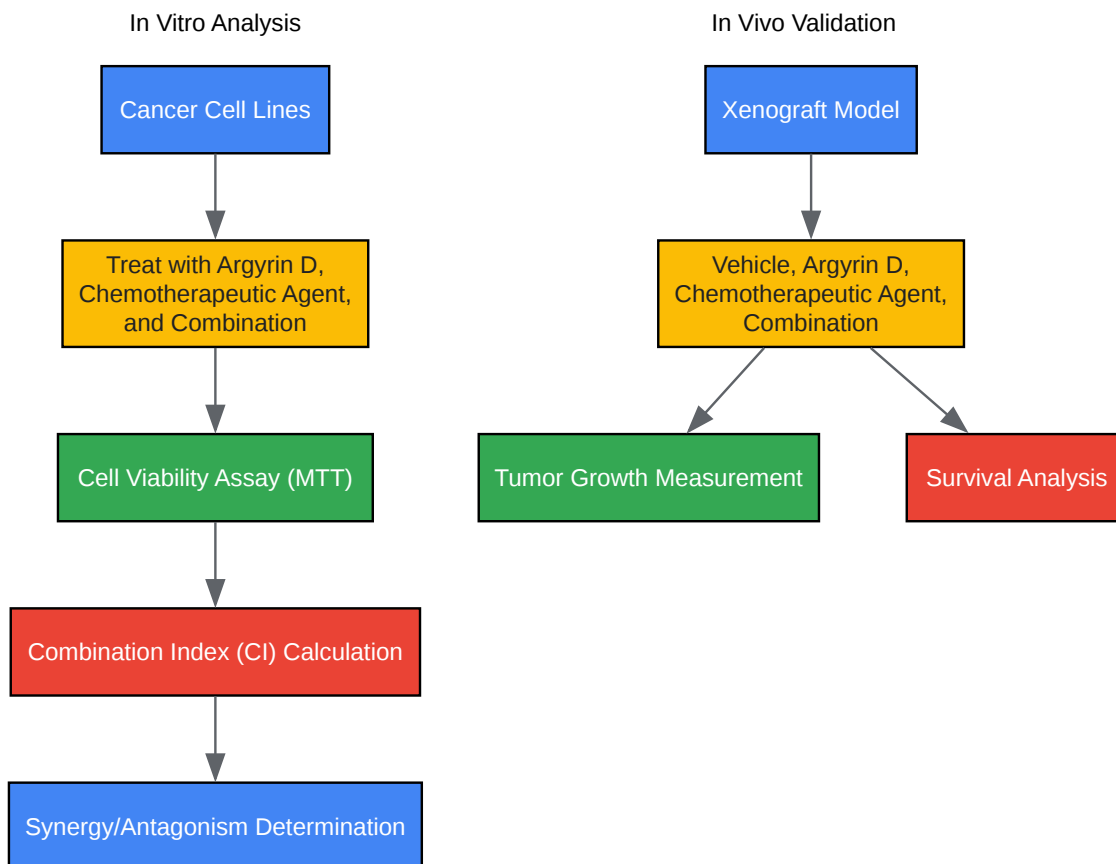 In Vitro Analysis
Cancer Cell Lines
Treat with Argyrin D,
Chemotherapeutic Agent,
and Combination
Cell Viability Assay (MTT)
Combination Index (CI) Calculation
Synergy/Antagonism Determination
In Vivo Validation
Xenograft Model
Vehicle, Argyrin D,
Chemotherapeutic Agent,
Combination
Tumor Growth Measurement
Survival Analysis